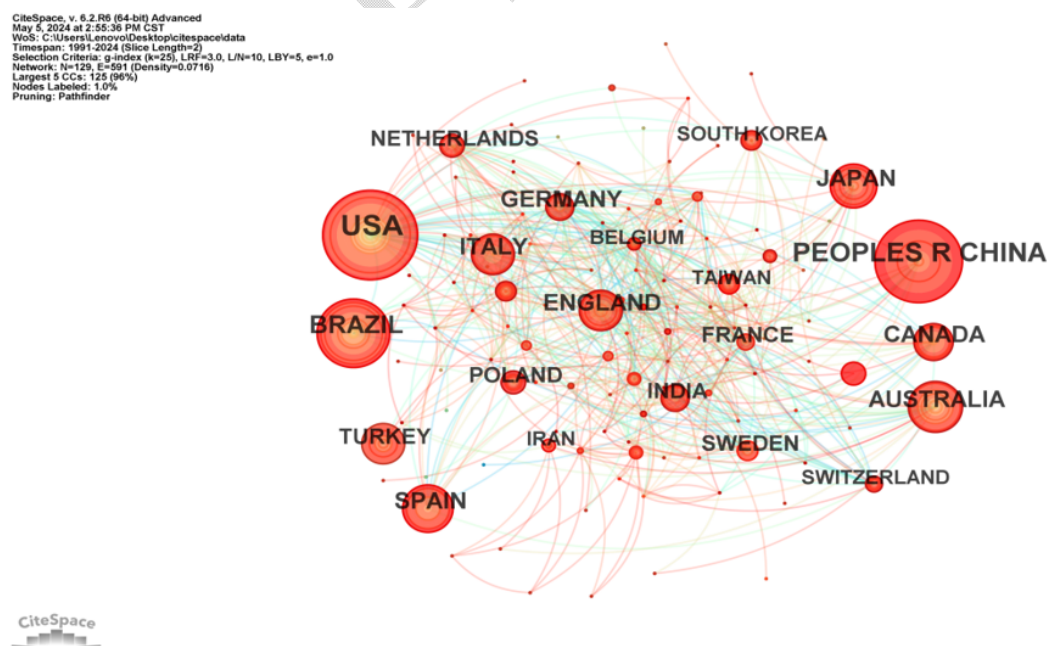 CiteSpace, v. 6.2.R6 (64-bit) Advanced
May 5, 2024 at 2:55:36 PM CST
WoS: C:\Users\Lenovo\Desktop\citespace\data
Timespan: 1991-2024 (Slice Length=2)
Selection Criteria: g-index (k=25), LRF=3.0, L/N=10, LBY=5, e=1.0
Network: N=129, E=591 (Density=0.0716)
Largest 5 CCs: 125 (96%)
Nodes Labeled: 1.0%
Pruning: Pathfinder
NETHERLANDS
SOUTH KOREA
JAPAN
GERMANY
USA
BELGIUM
ITALY
PEOPLES R CHINA
TAIWAN
ENGLAND
BRAZIL
FRANCE
CANADA
POLAND
INDIA
AUSTRALIA
TURKEY
IRAN
SWEDEN
SWITZERLAND
SPAIN
CiteSpace